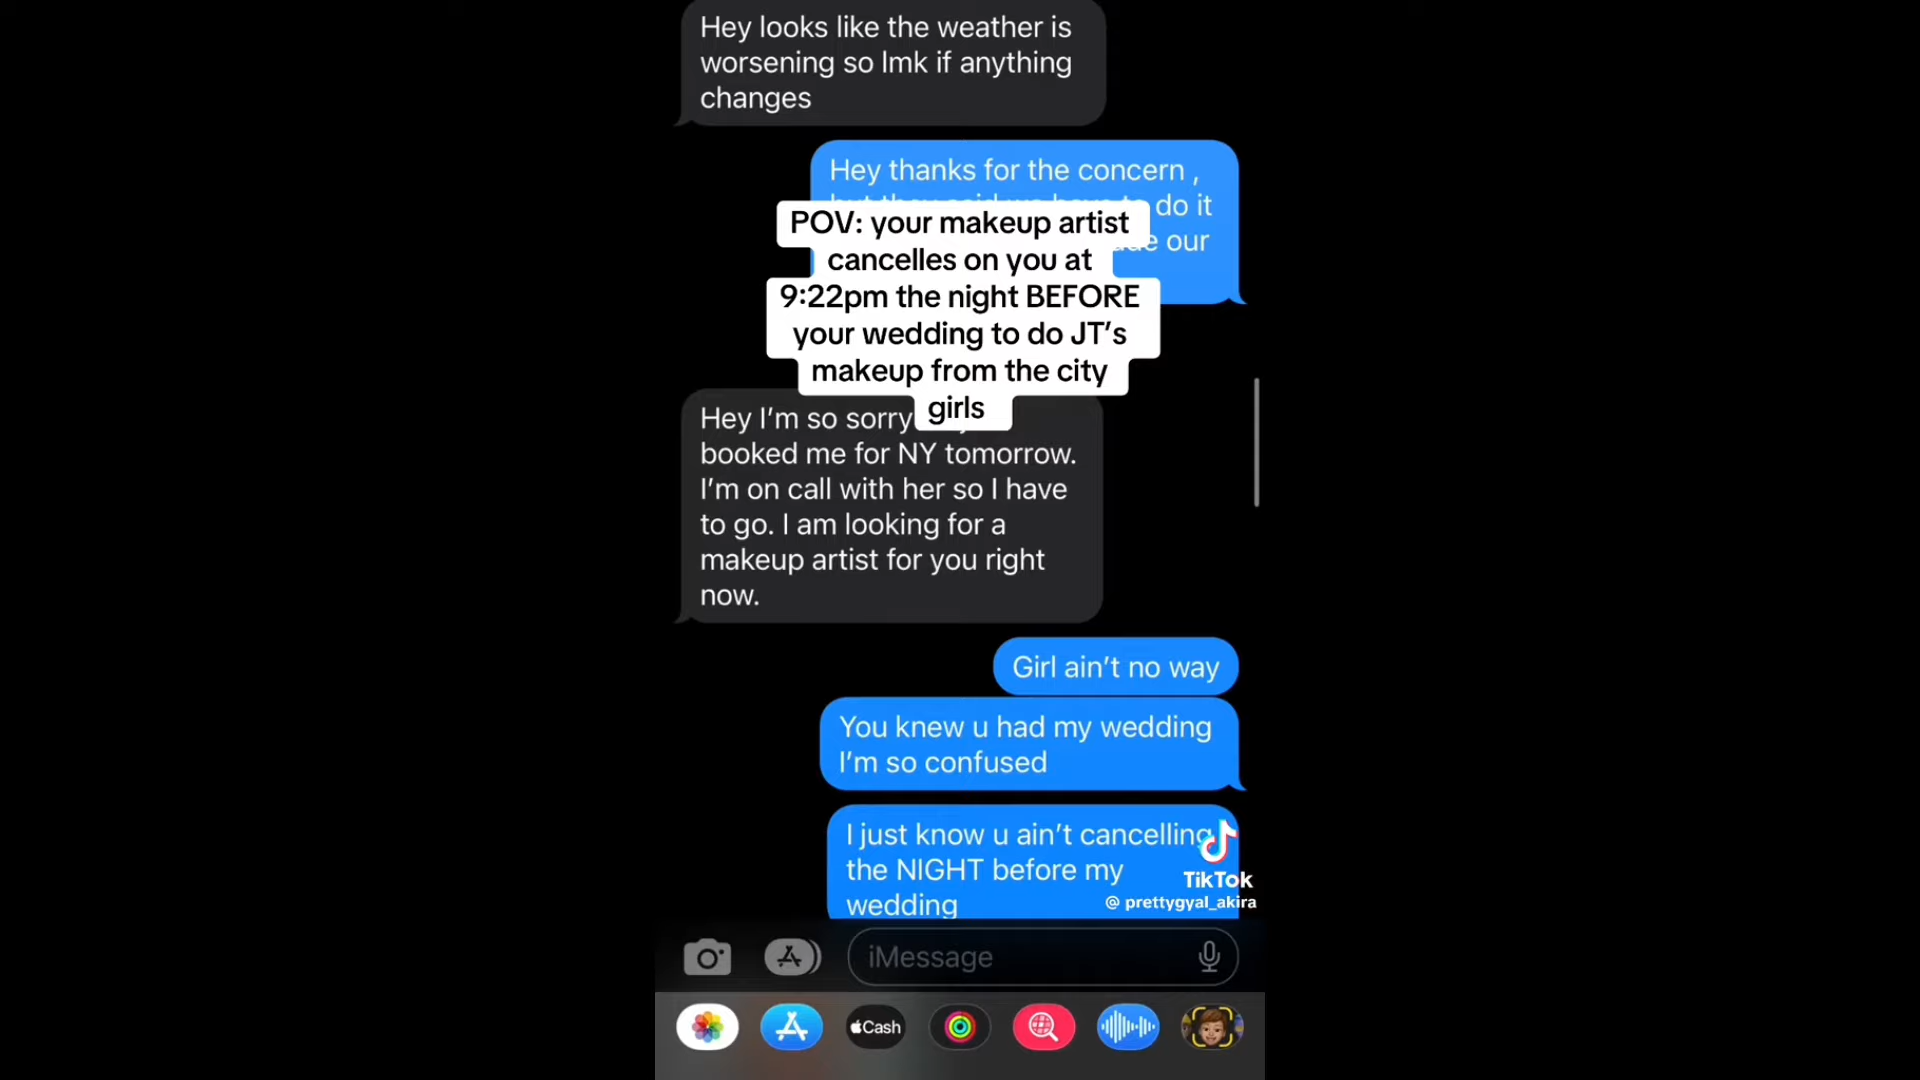 Hey looks like the weather is
worsening so lmk if anything
changes
Hey thanks for the concern ,
do it
our
POV: your makeup artist
cancelles on you at
9:22pm the night BEFORE
your wedding to do JT’s
makeup from the city
girls
Hey I’m so sorry
booked me for NY tomorrow.
I’m on call with her so I have
to go. I am looking for a
makeup artist for you right
now.
Girl ain’t no way
You knew u had my wedding
I’m so confused
I just know u ain’t cancelling
the NIGHT before my
wedding
TikTok
@ prettygyal_akira
iMessage
Cash